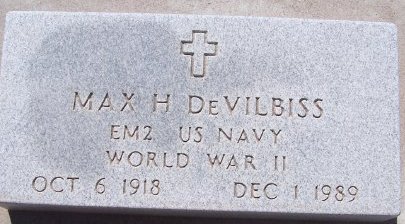 MAX H DeVILBISS
EM2 US NAVY
WORLD WAR II
OCT 6 1918 DEC 1 1989